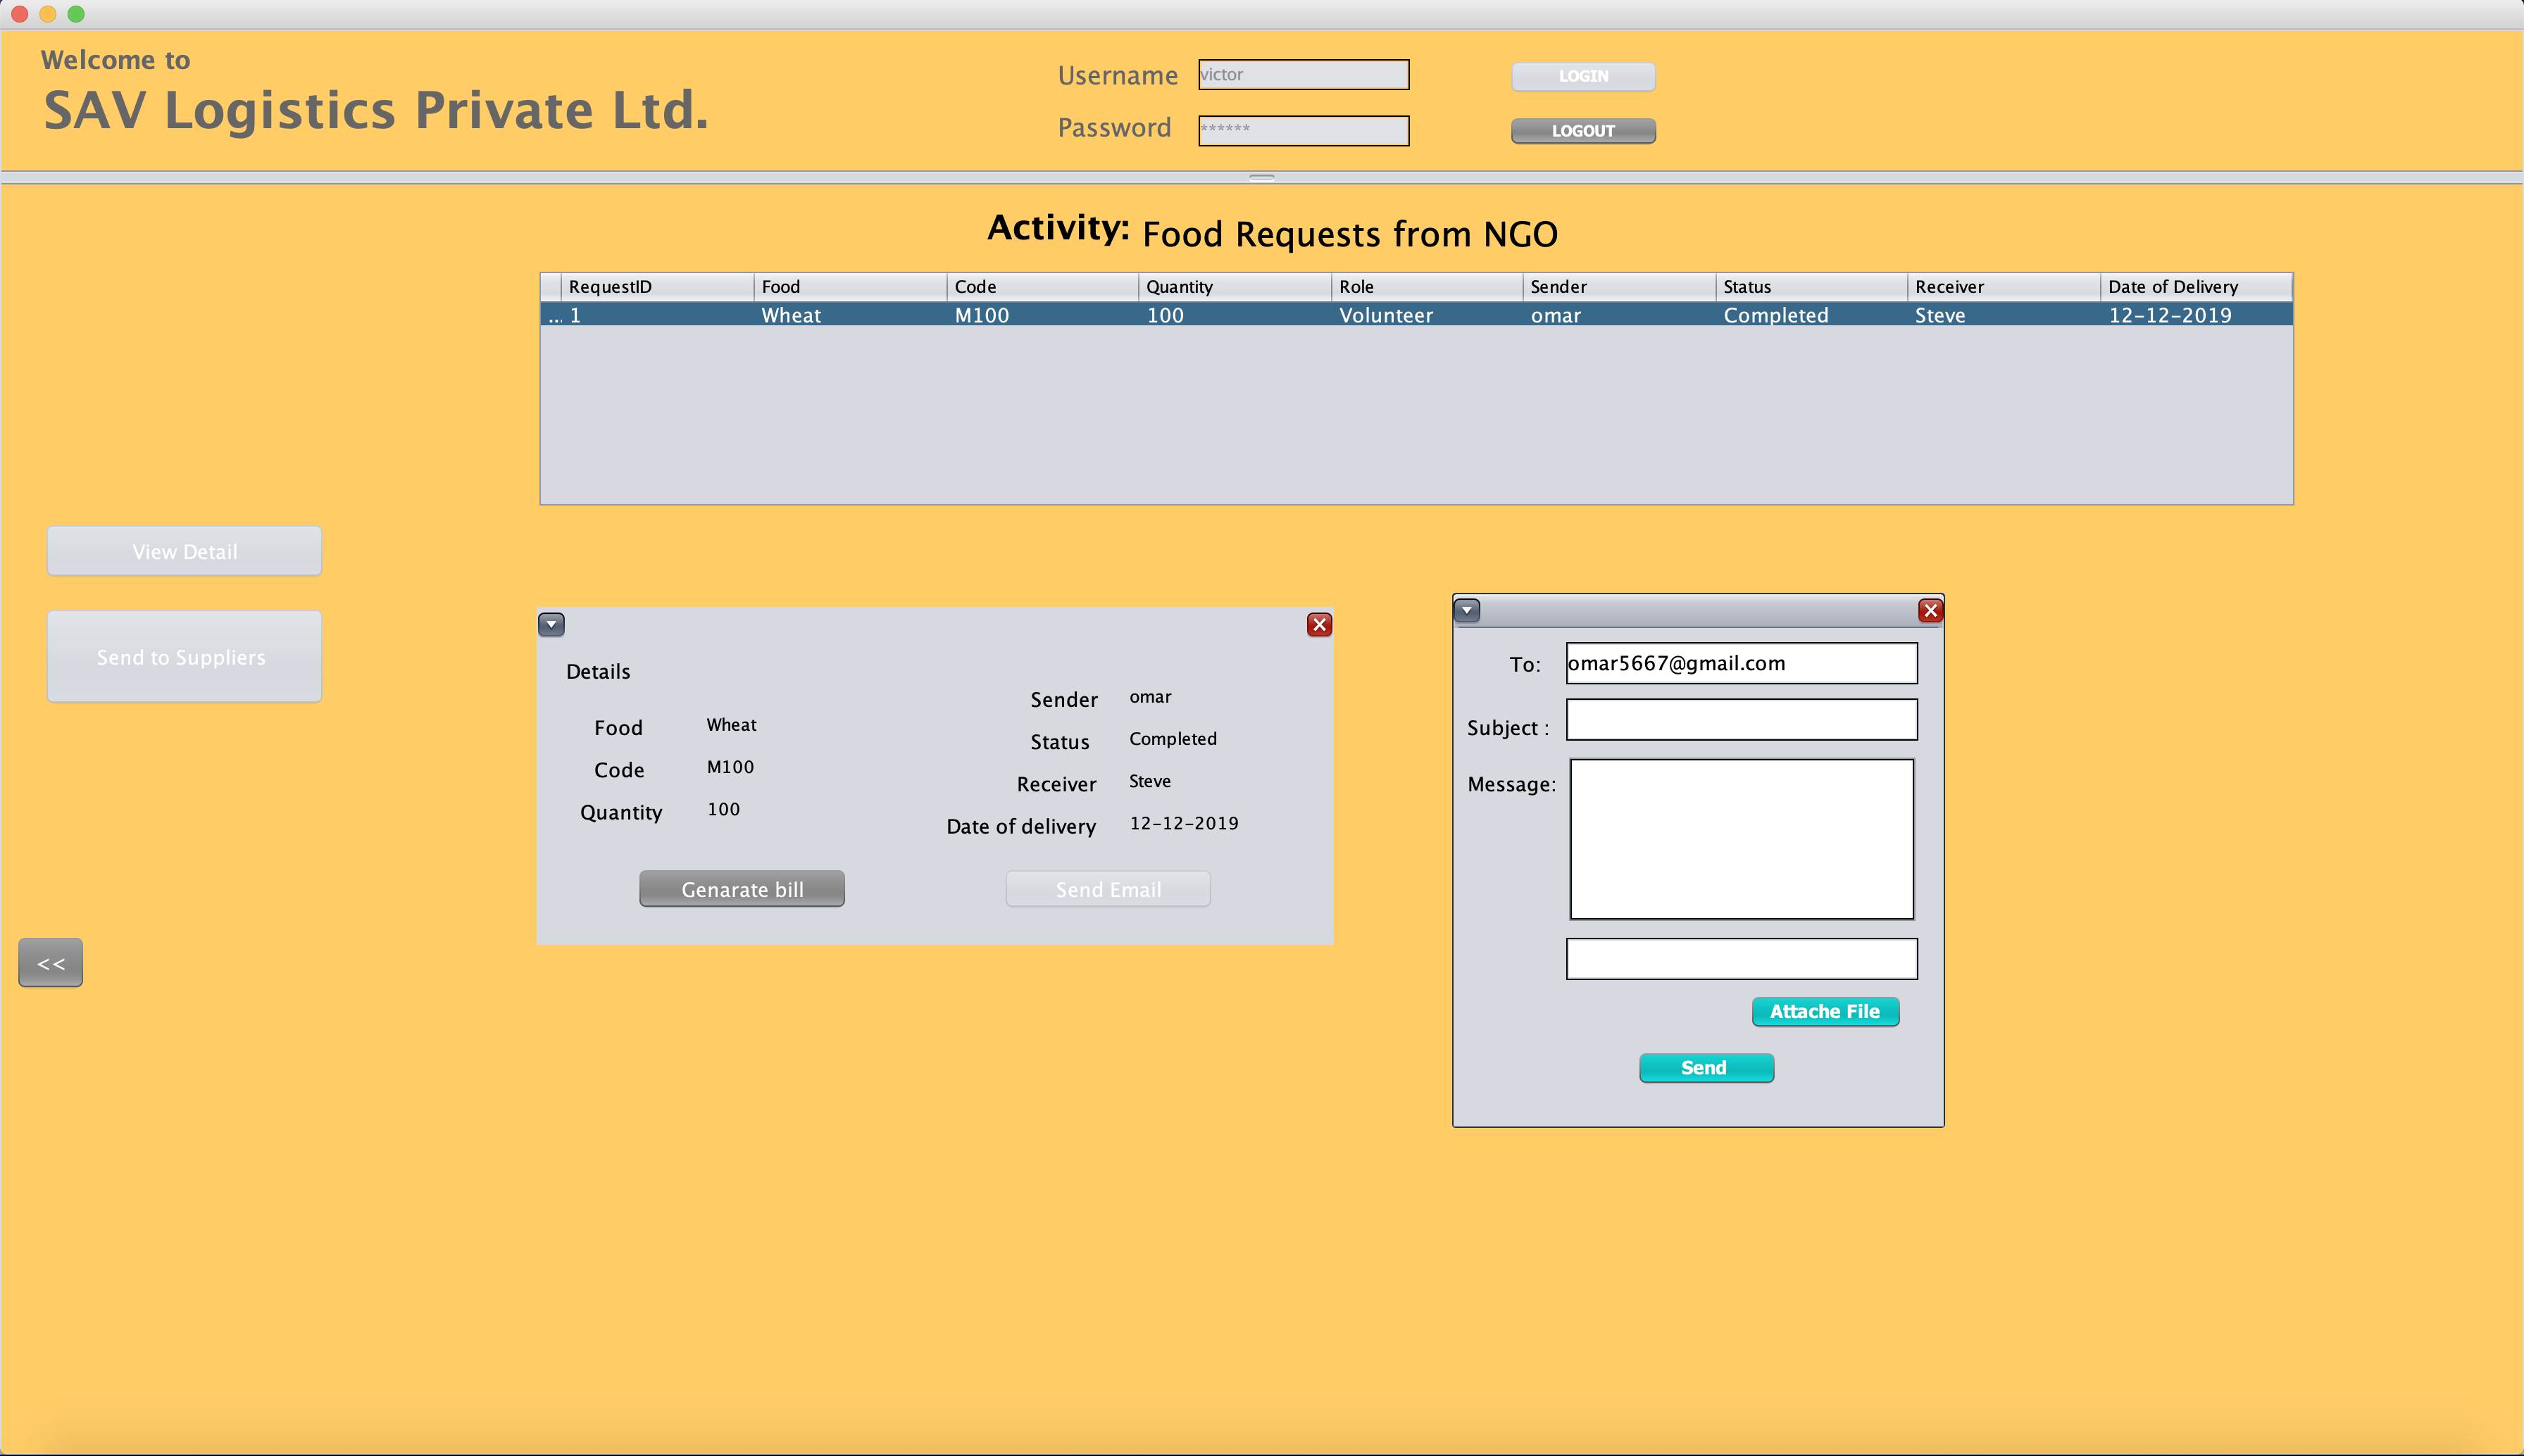 Welcome to
SAV Logistics Private Ltd.
Username victor LOGIN
Password ****** LOGOUT
Activity: Food Requests from NGO
RequestID Food Code Quantity Role Sender Status Receiver Date of Delivery
... 1 Wheat M100 100 Volunteer omar Completed Steve 12-12-2019
View Detail
Send to Suppliers
<<
Details
Food Wheat
Code M100
Quantity 100
Sender omar
Status Completed
Receiver Steve
Date of delivery 12-12-2019
Genarate bill Send Email
To: omar5667@gmail.com
Subject :
Message:
Attache File
Send